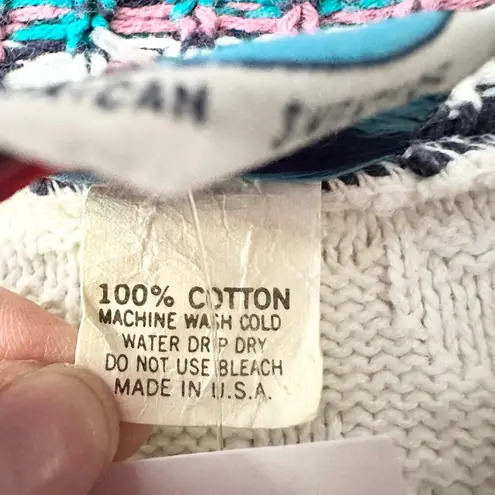 100% COTTON
MACHINE WASH COLD
WATER DRIP DRY
DO NOT USE BLEACH
MADE IN U.S.A.